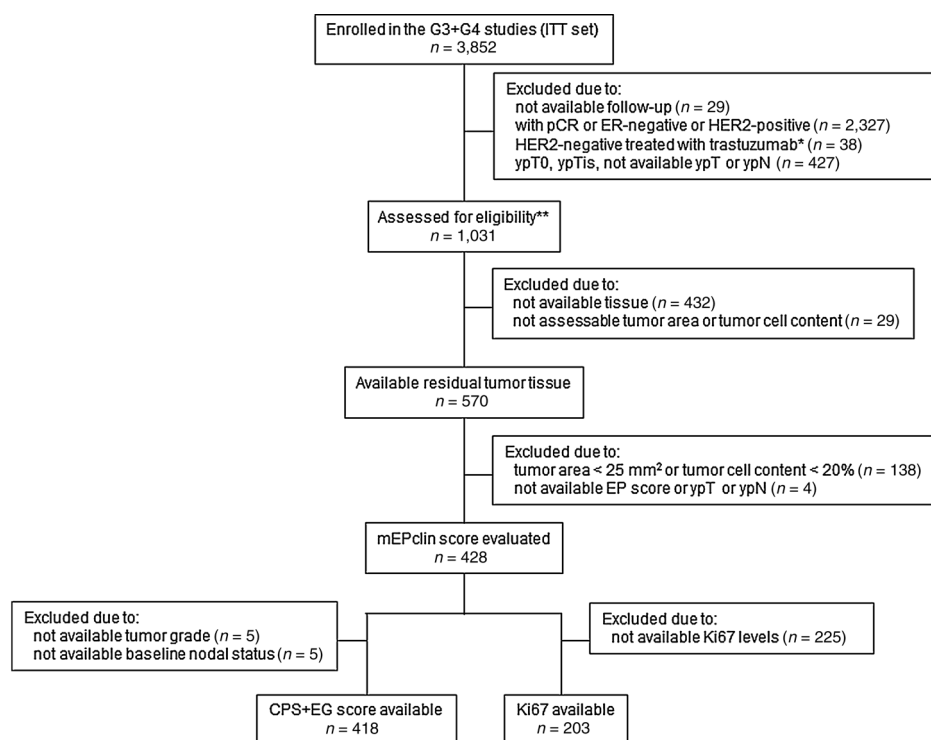 Enrolled in the G3+G4 studies (ITT set)
n = 3,852
Excluded due to:
not available follow-up (n = 29)
with pCR or ER-negative or HER2-positive (n = 2,327)
HER2-negative treated with trastuzumab* (n = 38)
ypT0, ypTis, not available ypT or ypN (n = 427)
Assessed for eligibility**
n = 1,031
Excluded due to:
not available tissue (n = 432)
not assessable tumor area or tumor cell content (n = 29)
Available residual tumor tissue
n = 570
Excluded due to:
tumor area < 25 mm² or tumor cell content < 20% (n = 138)
not available EP score or ypT or ypN (n = 4)
mEPclin score evaluated
n = 428
Excluded due to:
not available tumor grade (n = 5)
not available baseline nodal status (n = 5)
Excluded due to:
not available Ki67 levels (n = 225)
CPS+EG score available
n = 418
Ki67 available
n = 203